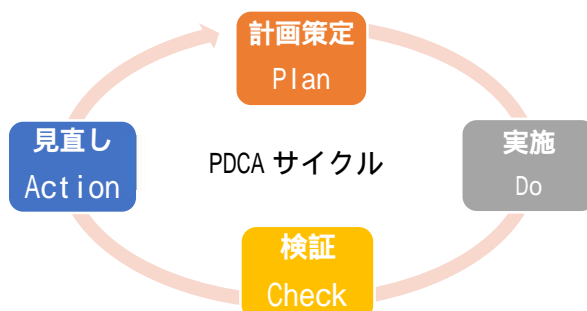 計画策定
Plan
見直し
Action
PDCA サイクル
実施
Do
検証
Check